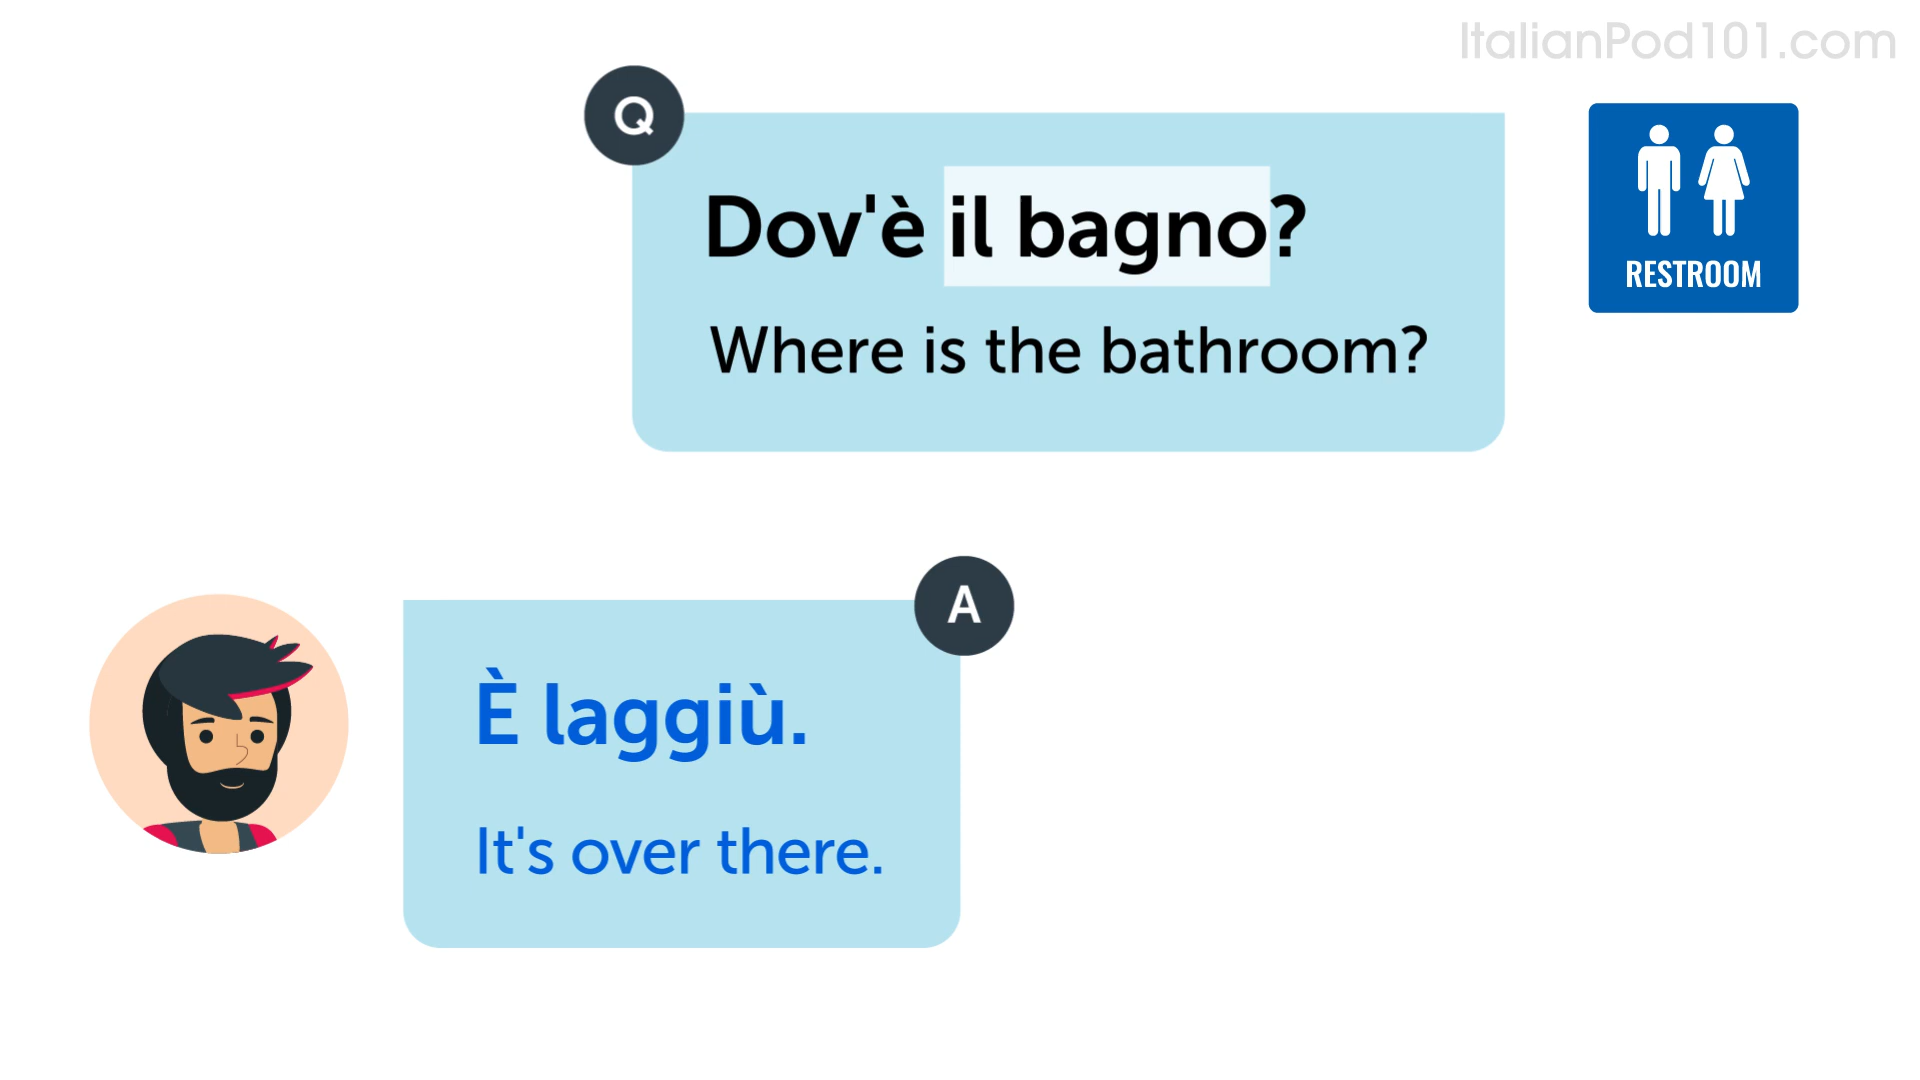 ItalianPod101.com
Q
Dov'è il bagno?
Where is the bathroom?
RESTROOM
A
È laggiù.
It's over there.